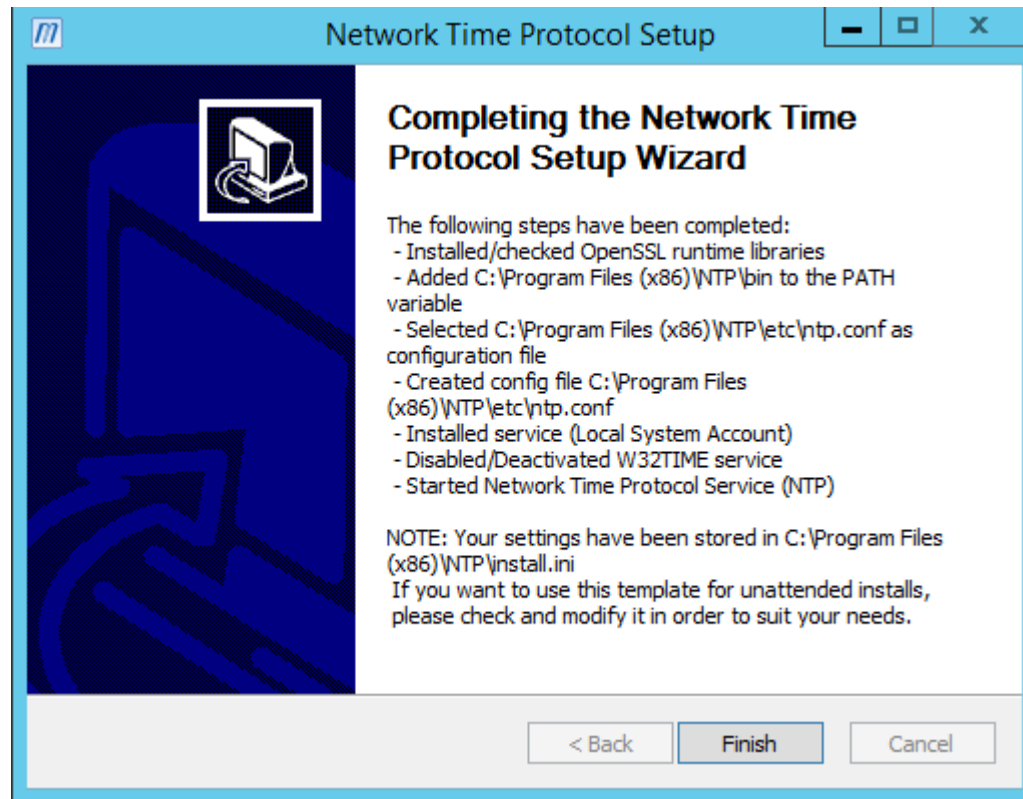 m
Network Time Protocol Setup
Completing the Network Time
Protocol Setup Wizard
The following steps have been completed:
- Installed/checked OpenSSL runtime libraries
- Added C:\Program Files (x86)\NTP\bin to the PATH
variable
- Selected C:\Program Files (x86)\NTP\etc\ntp.conf as
configuration file
- Created config file C:\Program Files
(x86)\NTP\etc\ntp.conf
- Installed service (Local System Account)
- Disabled/Deactivated W32TIME service
- Started Network Time Protocol Service (NTP)
NOTE: Your settings have been stored in C:\Program Files
(x86)\NTP\install.ini
If you want to use this template for unattended installs,
please check and modify it in order to suit your needs.
< Back
Finish
Cancel